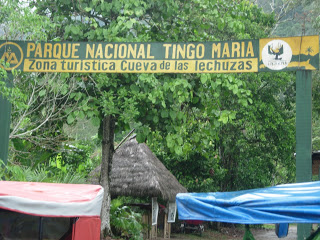 PARQUE NACIONAL TINGO MARIA
Zona turistica Cueva de las lechuzas